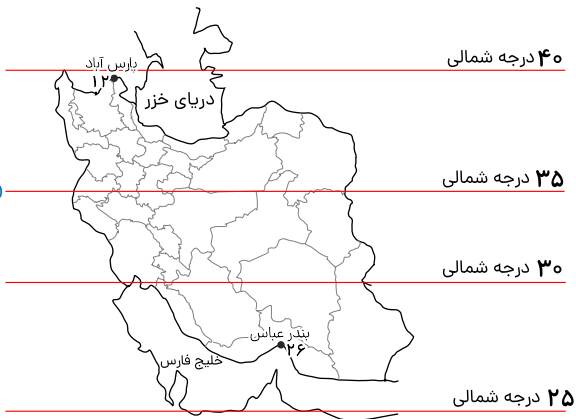 ۴۰ درجه شمالی
پارس آباد
۱۲
دریای خزر
۳۵ درجه شمالی
۳۰ درجه شمالی
بندر عباس
۲۶
خلیج فارس
۲۵ درجه شمالی